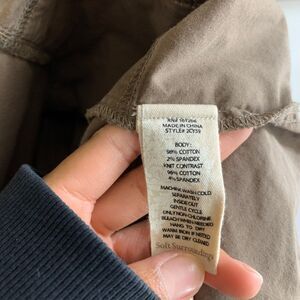 MADE IN CHINA
STYLE# 2CY39
BODY:
98% COTTON
2% SPANDEX
KNIT CONTRAST
96% COTTON
4% SPANDEX
MACHINE WASH COLD
SEPARATELY
INSIDE OUT
GENTLE CYCLE
ONLY NON-CHLORINE
BLEACH WHEN NEEDED
HANG TO DRY
WARM IRON IF NEEDED
MAY BE DRY CLEANED
Soft Surroundings